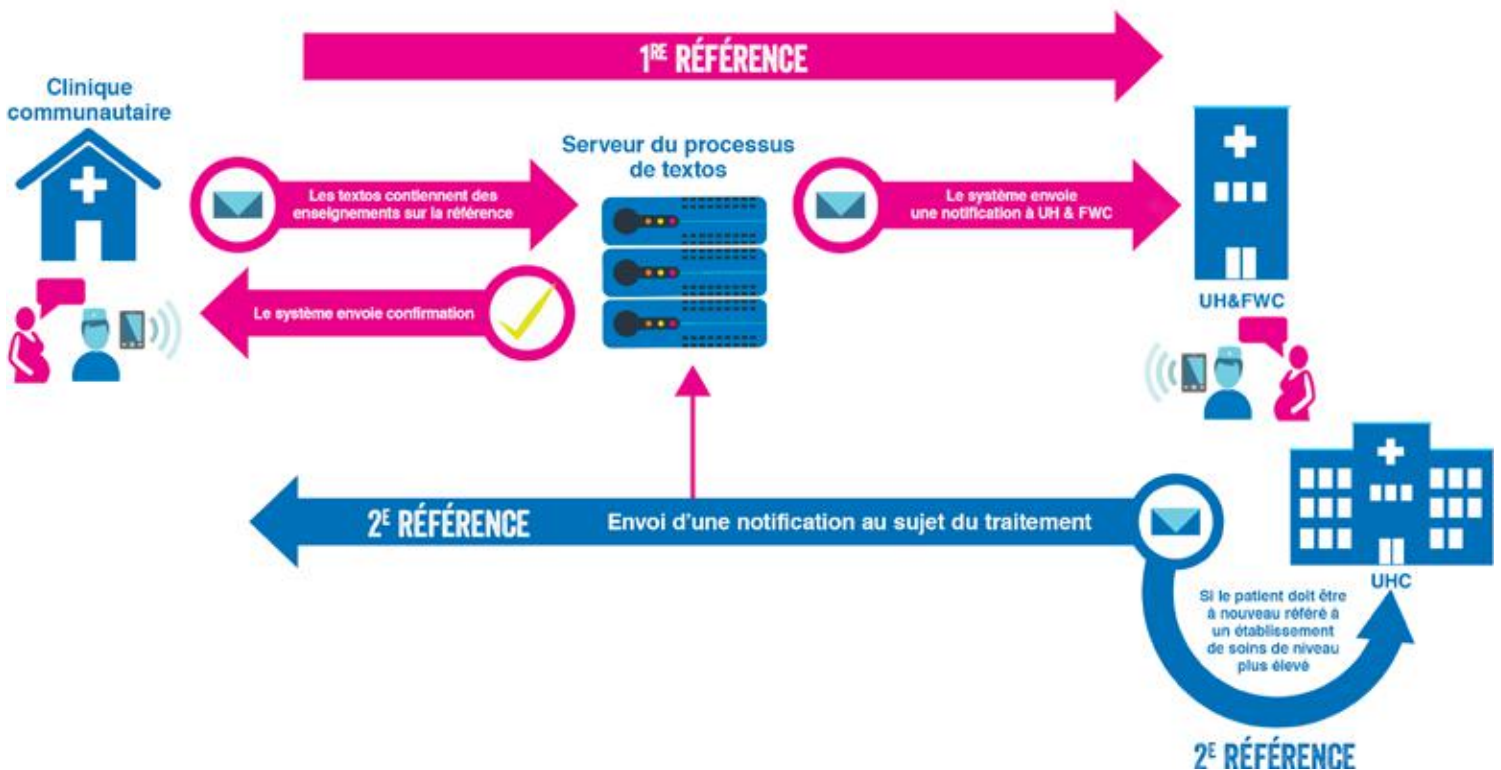 1RE RÉFÉRENCE
Clinique
communautaire
Les textos contiennent des
enseignements sur la référence
Serveur du processus
de textos
Le système envoie
une notification à UH & FWC
Le système envoie confirmation
UH&FWC
2E RÉFÉRENCE
Envoi d'une notification au sujet du traitement
UHC
Si le patient doit être
à nouveau référé à
un établissement
de soins de niveau
plus élevé
2E RÉFÉRENCE